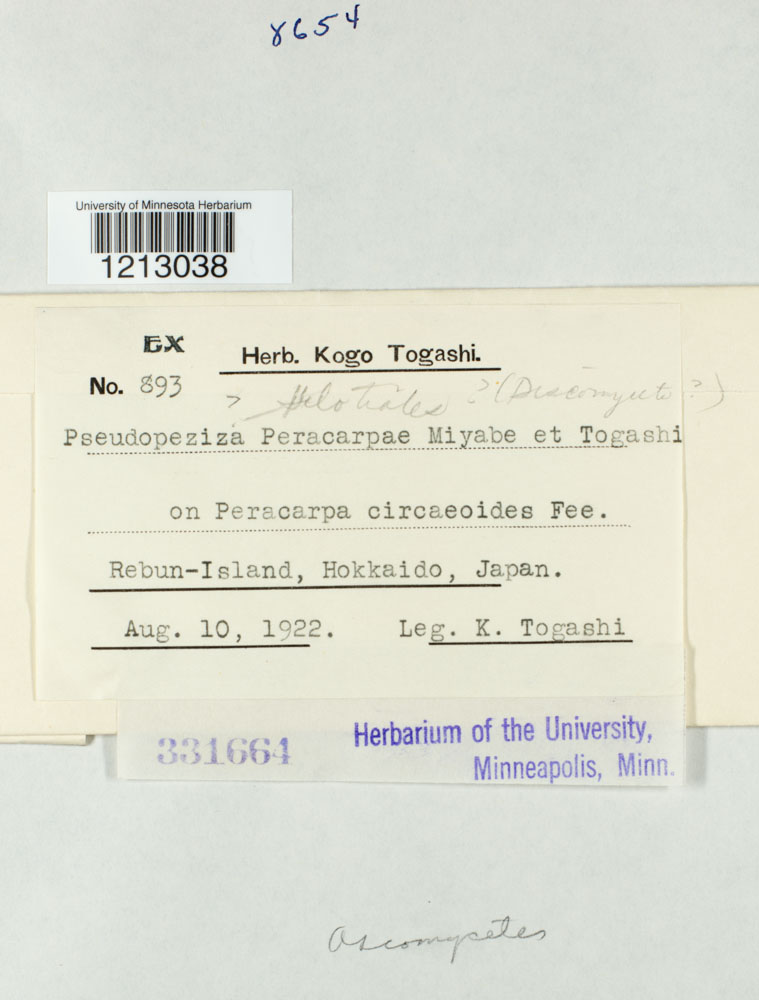 8654
University of Minnesota Herbarium
1213038
EX
Herb. Kogo Togashi.
No. 893
> Helotiales ? (Discomycete ?)
Pseudopeziza Peracarpae Miyabe et Togashi
on Peracarpa circaeoides Fee.
Rebun-Island, Hokkaido, Japan.
Aug. 10, 1922. Leg. K. Togashi
331664
Herbarium of the University,
Minneapolis, Minn.
Ascomycetes